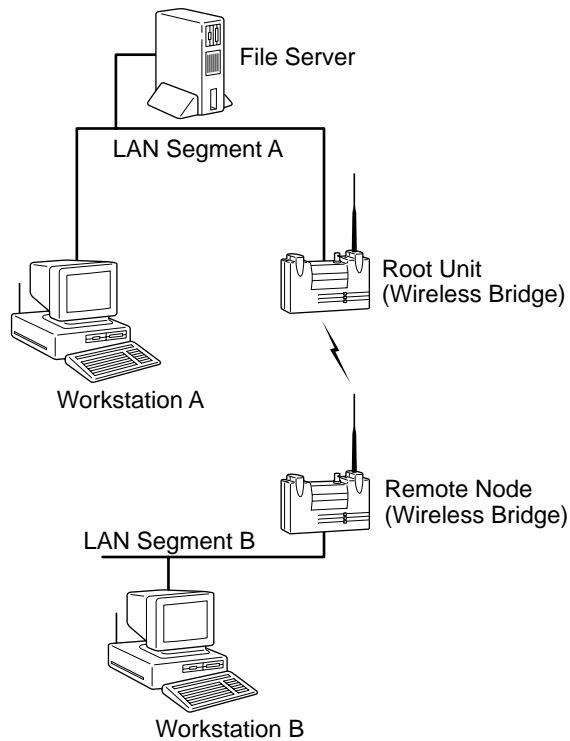 File Server
LAN Segment A
Root Unit
(Wireless Bridge)
Workstation A
Remote Node
(Wireless Bridge)
LAN Segment B
Workstation B